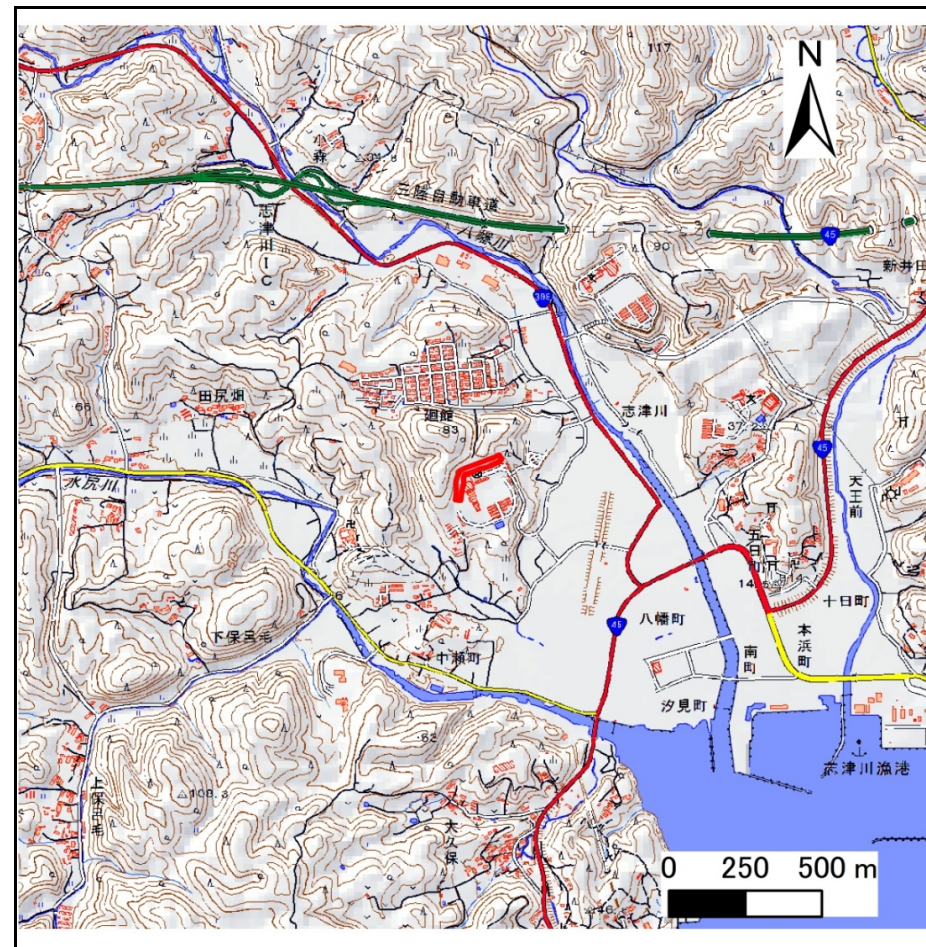 117
N
小森
三陸自動車道
志津川IC
八幡川
90
45
新井田
398
田尻畑
廻館
83
志津川
37
66
水尻川
45
天王前
五日町
14.5
十日町
八幡町
本浜町
南町
下保呂毛
中瀬町
汐見町
志津川漁港
62
108.3
上保呂毛
大久保
45
0 250 500 m